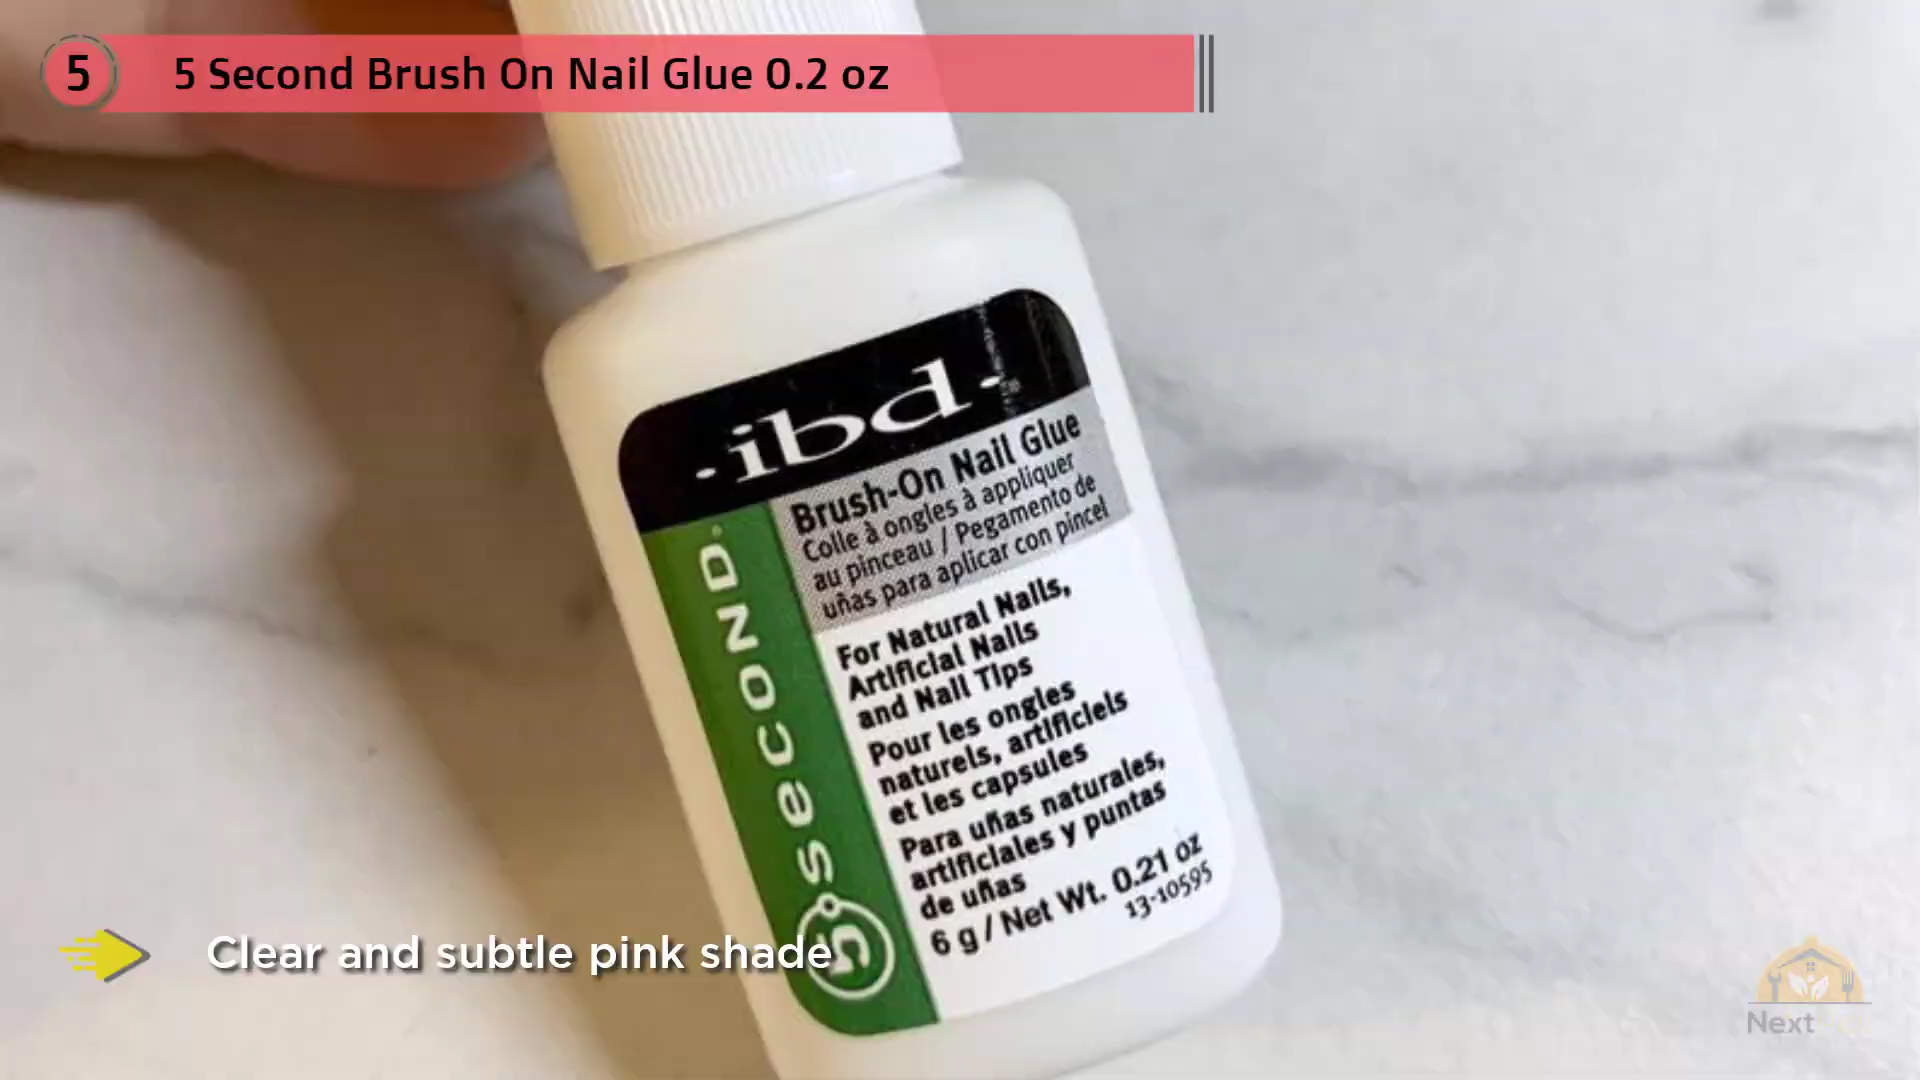 5
5 Second Brush On Nail Glue 0.2 oz
·ibd·™
Brush-On Nail Glue
Colle à ongles à appliquer
au pinceau / Pegamento de
uñas para aplicar con pincel
5 SECOND®
For Natural Nails,
Artificial Nails
and Nail Tips
Pour les ongles
naturels, artificiels
et les capsules
Para uñas naturales,
artificiales y puntas
de uñas
6 g / Net Wt. 0.21 oz
13-10595
Clear and subtle pink shade
Next